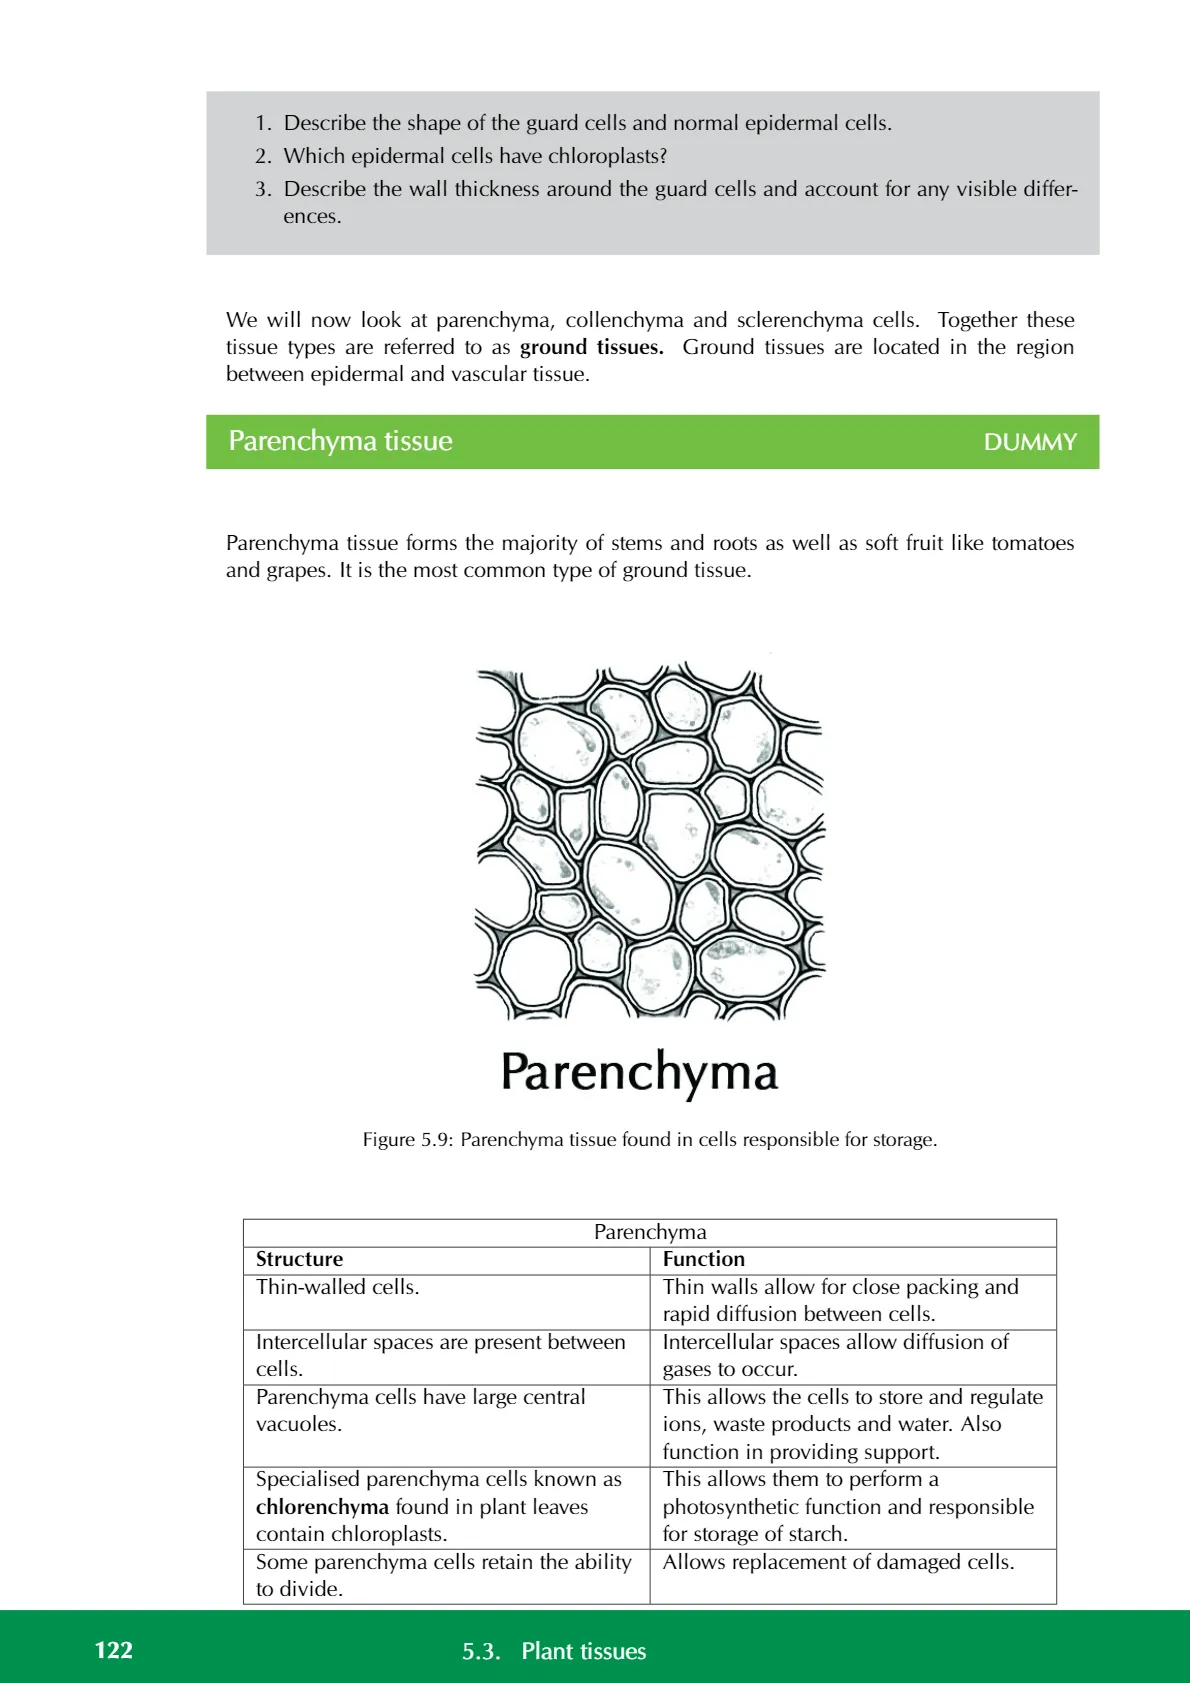 1. Describe the shape of the guard cells and normal epidermal cells.
2. Which epidermal cells have chloroplasts?
3. Describe the wall thickness around the guard cells and account for any visible differ-
ences.
We will now look at parenchyma, collenchyma and sclerenchyma cells. Together these
tissue types are referred to as ground tissues. Ground tissues are located in the region
between epidermal and vascular tissue.
Parenchyma tissue DUMMY
Parenchyma tissue forms the majority of stems and roots as well as soft fruit like tomatoes
and grapes. It is the most common type of ground tissue.
Parenchyma
Figure 5.9: Parenchyma tissue found in cells responsible for storage.
Parenchyma
Structure Function
Thin-walled cells. Thin walls allow for close packing and
rapid diffusion between cells.
Intercellular spaces are present between
cells.
Intercellular spaces allow diffusion of
gases to occur.
Parenchyma cells have large central
vacuoles.
This allows the cells to store and regulate
ions, waste products and water. Also
function in providing support.
Specialised parenchyma cells known as
chlorenchyma found in plant leaves
contain chloroplasts.
This allows them to perform a
photosynthetic function and responsible
for storage of starch.
Some parenchyma cells retain the ability
to divide.
Allows replacement of damaged cells.
122 5.3. Plant tissues